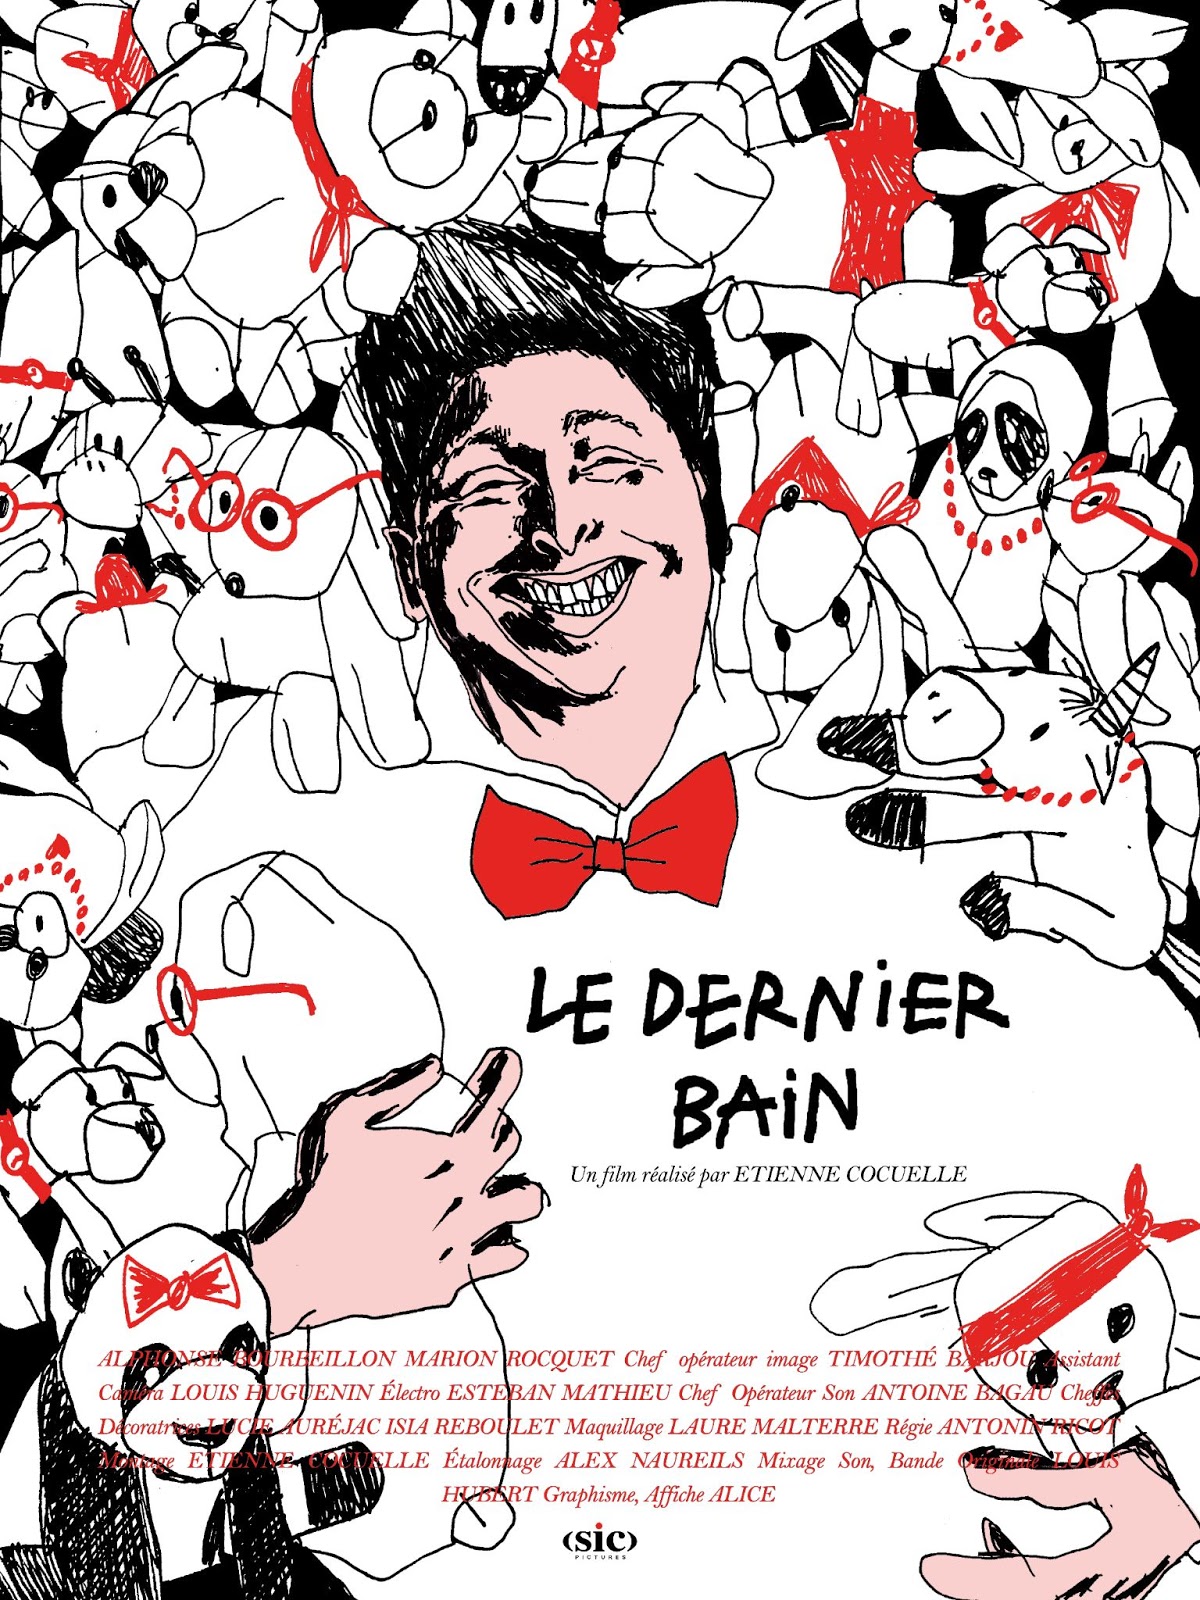 LE DERNiER
BAiN
Un film réalisé par ETIENNE COCUELLE
ALPHONSE BOURBEILLON MARION ROCQUET Chef opérateur image TIMOTHÉ BARJOU Assistant
Caméra LOUIS HUGUENIN Électro ESTEBAN MATHIEU Chef Opérateur Son ANTOINE BAGAU Cheffes
Décoratrices LUCIE AURÉJAC ISIA REBOULET Maquillage LAURE MALTERRE Régie ANTONIN RICOT
Montage ETIENNE COCUELLE Étalonnage ALEX NAUREILS Mixage Son, Bande Originale LOUIS
HUBERT Graphisme, Affiche ALICE
(sic)
PICTURES